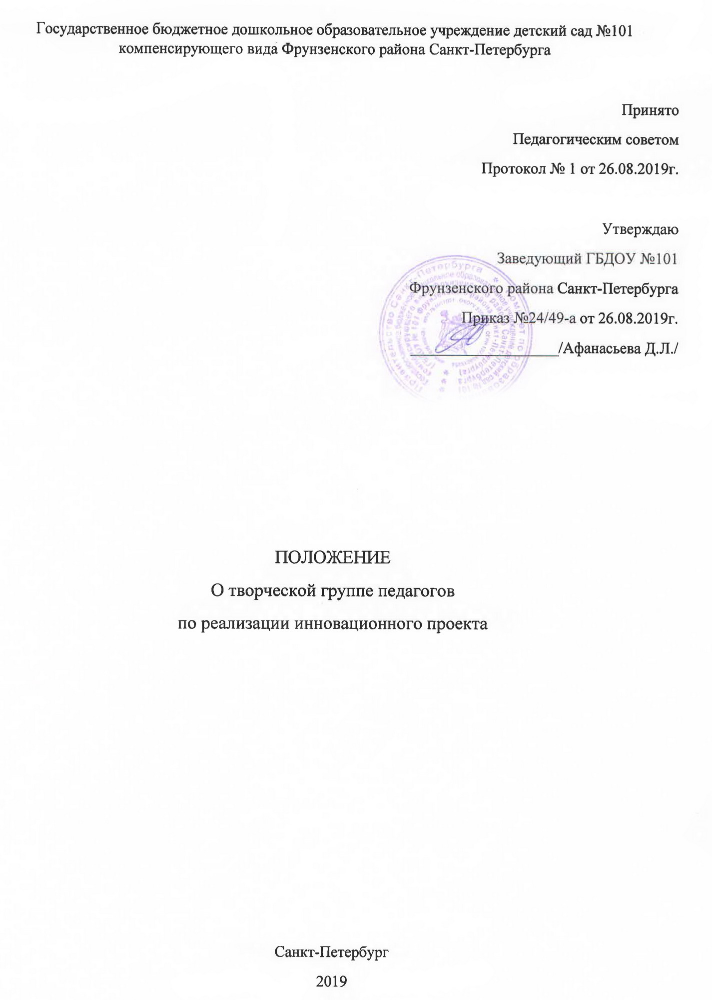 Государственное бюджетное дошкольное образовательное учреждение детский сад №101
компенсирующего вида Фрунзенского района Санкт-Петербурга
Принято
Педагогическим советом
Протокол № 1 от 26.08.2019г.
Утверждаю
Заведующий ГБДОУ №101
Фрунзенского района Санкт-Петербурга
Приказ №24/49-а от 26.08.2019г.
/Афанасьева Д.Л./
ПОЛОЖЕНИЕ
О творческой группе педагогов
по реализации инновационного проекта
Санкт-Петербург
2019